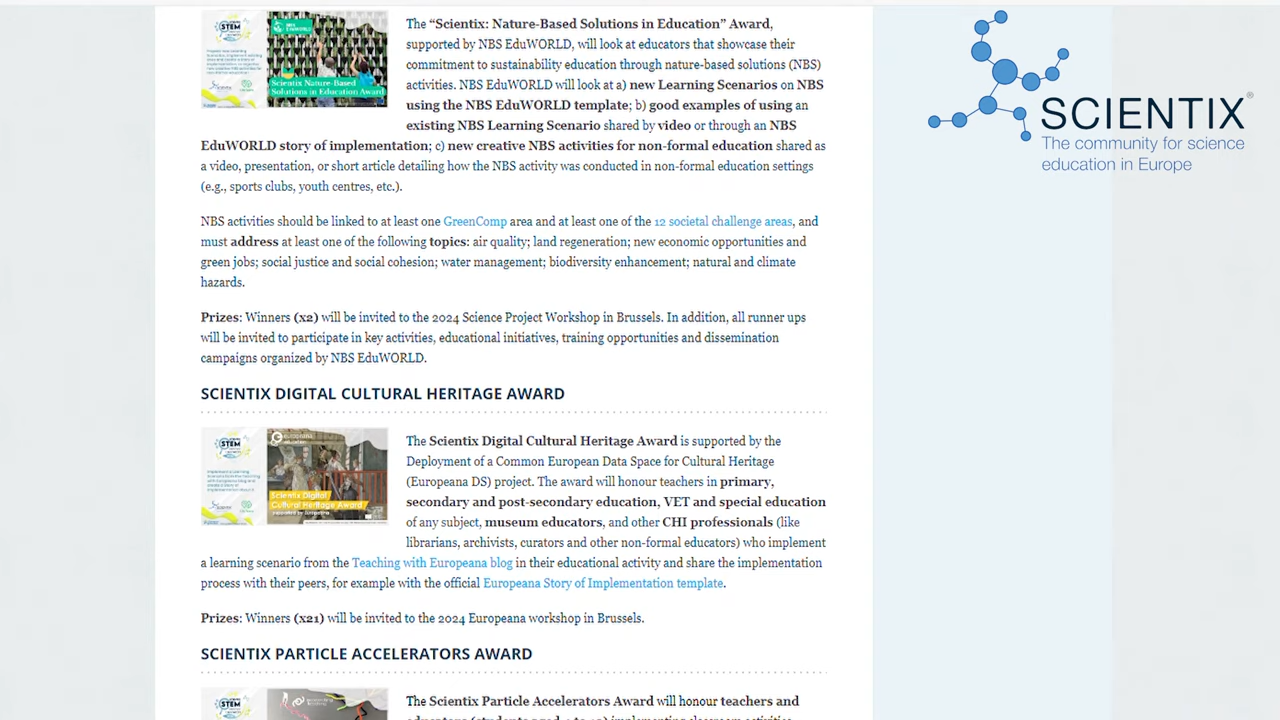 The “Scientix: Nature-Based Solutions in Education” Award,
supported by NBS EduWORLD, will look at educators that showcase their
commitment to sustainability education through nature-based solutions (NBS)
activities. NBS EduWORLD will look at a) new Learning Scenarios on NBS
using the NBS EduWORLD template; b) good examples of using an
existing NBS Learning Scenario shared by video or through an NBS
EduWORLD story of implementation; c) new creative NBS activities for non-formal education shared as
a video, presentation, or short article detailing how the NBS activity was conducted in non-formal education settings
(e.g., sports clubs, youth centres, etc.).
NBS activities should be linked to at least one GreenComp area and at least one of the 12 societal challenge areas, and
must address at least one of the following topics: air quality; land regeneration; new economic opportunities and
green jobs; social justice and social cohesion; water management; biodiversity enhancement; natural and climate
hazards.
Prizes: Winners (x2) will be invited to the 2024 Science Project Workshop in Brussels. In addition, all runner ups
will be invited to participate in key activities, educational initiatives, training opportunities and dissemination
campaigns organized by NBS EduWORLD.
SCIENTIX DIGITAL CULTURAL HERITAGE AWARD
The Scientix Digital Cultural Heritage Award is supported by the
Deployment of a Common European Data Space for Cultural Heritage
(Europeana DS) project. The award will honour teachers in primary,
secondary and post-secondary education, VET and special education
of any subject, museum educators, and other CHI professionals (like
librarians, archivists, curators and other non-formal educators) who implement
a learning scenario from the Teaching with Europeana blog in their educational activity and share the implementation
process with their peers, for example with the official Europeana Story of Implementation template.
Prizes: Winners (x21) will be invited to the 2024 Europeana workshop in Brussels.
SCIENTIX PARTICLE ACCELERATORS AWARD
The Scientix Particle Accelerators Award will honour teachers and
STEM
Scientix Nature-Based
Solutions in Education Award
STEM
Scientix Digital
Cultural Heritage Award
STEM
SCIENTIX®
The community for science
education in Europe